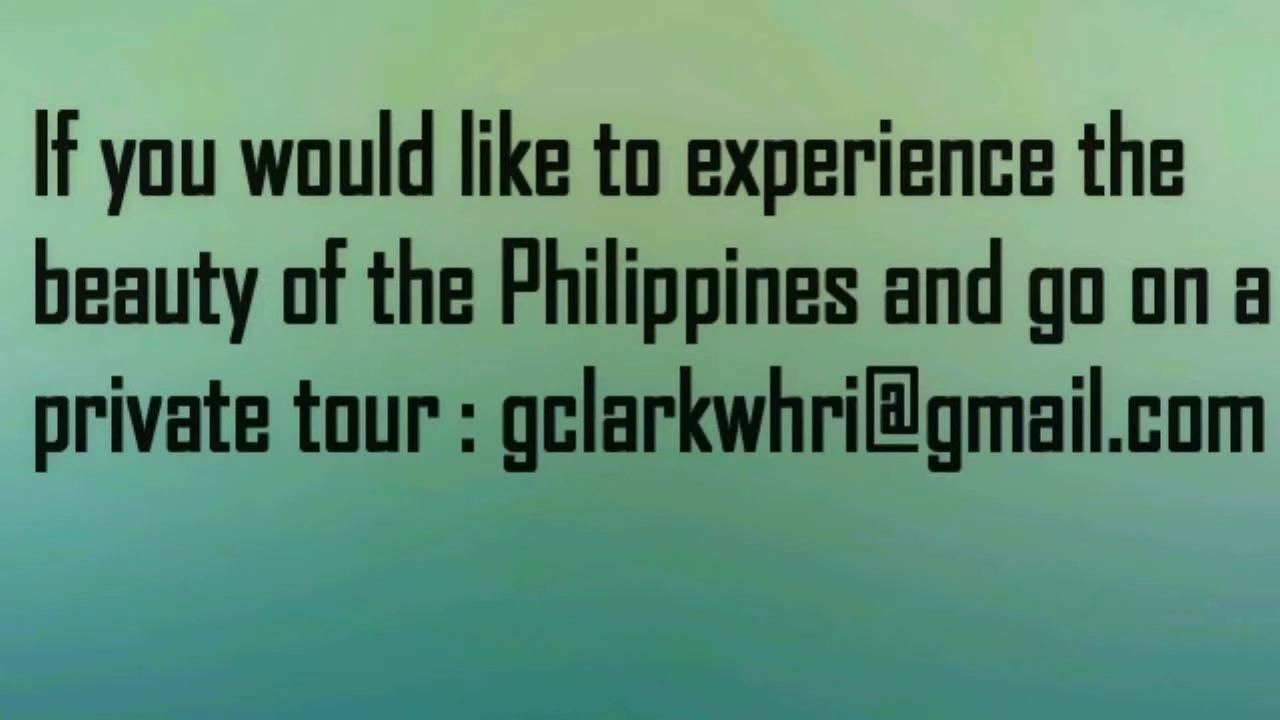 If you would like to experience the
beauty of the Philippines and go on a
private tour : gclarkwhri@gmail.com